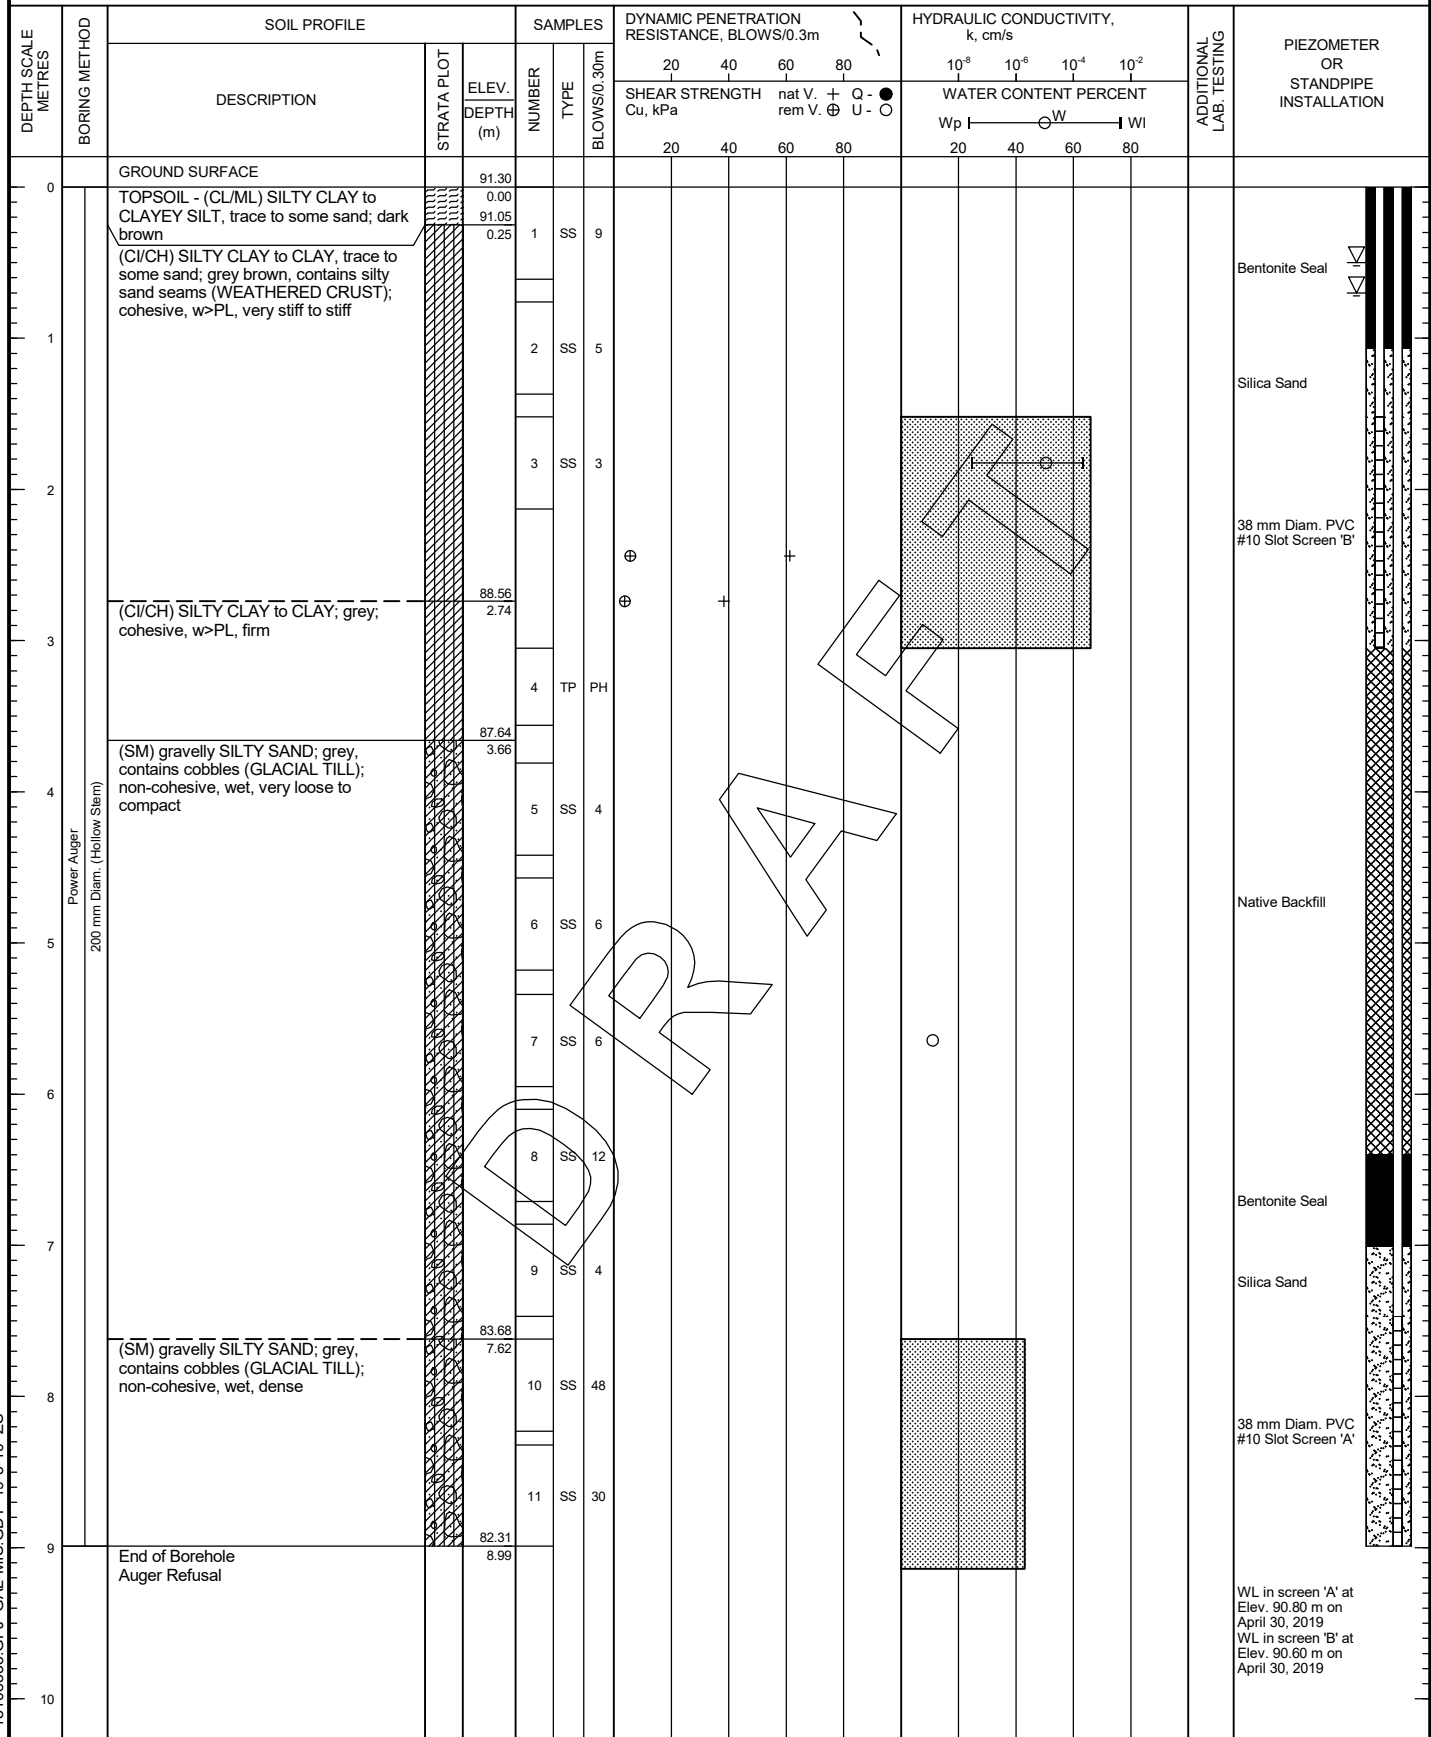 DEPTH SCALE
METRES
BORING METHOD
SOIL PROFILE
DESCRIPTION
STRATA PLOT
ELEV.
DEPTH
(m)
SAMPLES
NUMBER
TYPE
BLOWS/0.30m
DYNAMIC PENETRATION
RESISTANCE, BLOWS/0.3m
20 40 60 80
SHEAR STRENGTH nat V. + Q - ●
Cu, kPa rem V. ⊕ U - ○
20 40 60 80
HYDRAULIC CONDUCTIVITY,
k, cm/s
10⁻⁸ 10⁻⁶ 10⁻⁴ 10⁻²
WATER CONTENT PERCENT
Wp W Wl
20 40 60 80
ADDITIONAL
LAB. TESTING
PIEZOMETER
OR
STANDPIPE
INSTALLATION
GROUND SURFACE
91.30
0
TOPSOIL - (CL/ML) SILTY CLAY to
CLAYEY SILT, trace to some sand; dark
brown
0.00
91.05
0.25
1 SS 9
(CI/CH) SILTY CLAY to CLAY, trace to
some sand; grey brown, contains silty
sand seams (WEATHERED CRUST);
cohesive, w>PL, very stiff to stiff
Bentonite Seal
1
2 SS 5
Silica Sand
3 SS 3
2
38 mm Diam. PVC
#10 Slot Screen 'B'
88.56
2.74
(CI/CH) SILTY CLAY to CLAY; grey;
cohesive, w>PL, firm
3
4 TP PH
87.64
3.66
(SM) gravelly SILTY SAND; grey,
contains cobbles (GLACIAL TILL);
non-cohesive, wet, very loose to
compact
4
5 SS 4
Power Auger
200 mm Diam. (Hollow Stem)
6 SS 6
Native Backfill
5
7 SS 6
6
8 SS 12
Bentonite Seal
7
9 SS 4
Silica Sand
83.68
7.62
(SM) gravelly SILTY SAND; grey,
contains cobbles (GLACIAL TILL);
non-cohesive, wet, dense
10 SS 48
8
38 mm Diam. PVC
#10 Slot Screen 'A'
11 SS 30
82.31
9
8.99
End of Borehole
Auger Refusal
WL in screen 'A' at
Elev. 90.80 m on
April 30, 2019
WL in screen 'B' at
Elev. 90.60 m on
April 30, 2019
10
DRAFT